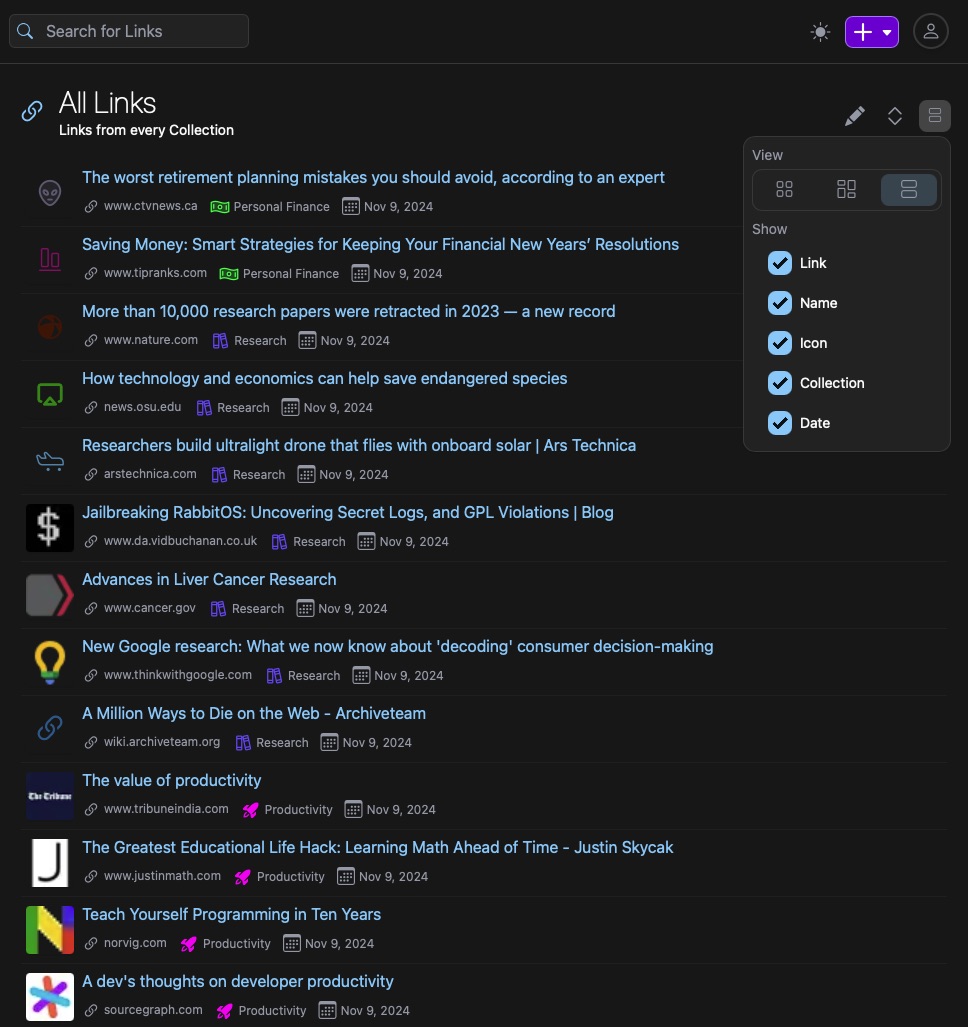 Search for Links
All Links
Links from every Collection
View
Show
Link
Name
Icon
Collection
Date
The worst retirement planning mistakes you should avoid, according to an expert
www.ctvnews.ca Personal Finance Nov 9, 2024
Saving Money: Smart Strategies for Keeping Your Financial New Years’ Resolutions
www.tipranks.com Personal Finance Nov 9, 2024
More than 10,000 research papers were retracted in 2023 — a new record
www.nature.com Research Nov 9, 2024
How technology and economics can help save endangered species
news.osu.edu Research Nov 9, 2024
Researchers build ultralight drone that flies with onboard solar | Ars Technica
arstechnica.com Research Nov 9, 2024
$
Jailbreaking RabbitOS: Uncovering Secret Logs, and GPL Violations | Blog
www.da.vidbuchanan.co.uk Research Nov 9, 2024
Advances in Liver Cancer Research
www.cancer.gov Research Nov 9, 2024
New Google research: What we now know about 'decoding' consumer decision-making
www.thinkwithgoogle.com Research Nov 9, 2024
A Million Ways to Die on the Web - Archiveteam
wiki.archiveteam.org Research Nov 9, 2024
The Tribune
The value of productivity
www.tribuneindia.com Productivity Nov 9, 2024
J
The Greatest Educational Life Hack: Learning Math Ahead of Time - Justin Skycak
www.justinmath.com Productivity Nov 9, 2024
N
Teach Yourself Programming in Ten Years
norvig.com Productivity Nov 9, 2024
A dev's thoughts on developer productivity
sourcegraph.com Productivity Nov 9, 2024